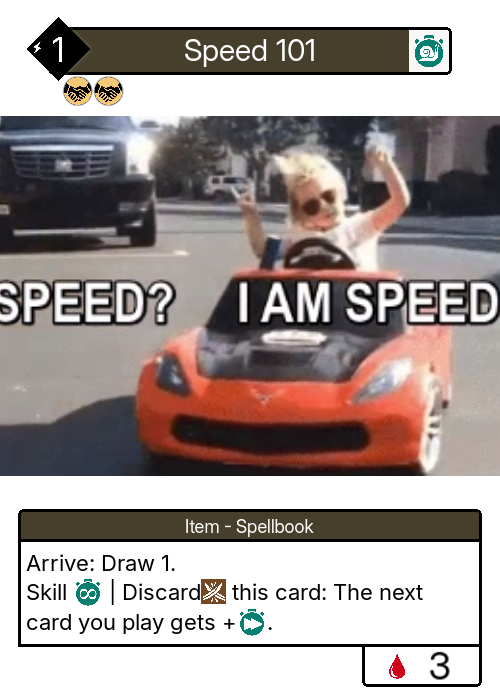 1
Speed 101
SPEED? I AM SPEED
Item - Spellbook
Arrive: Draw 1.
Skill | Discard this card: The next
card you play gets + .
3